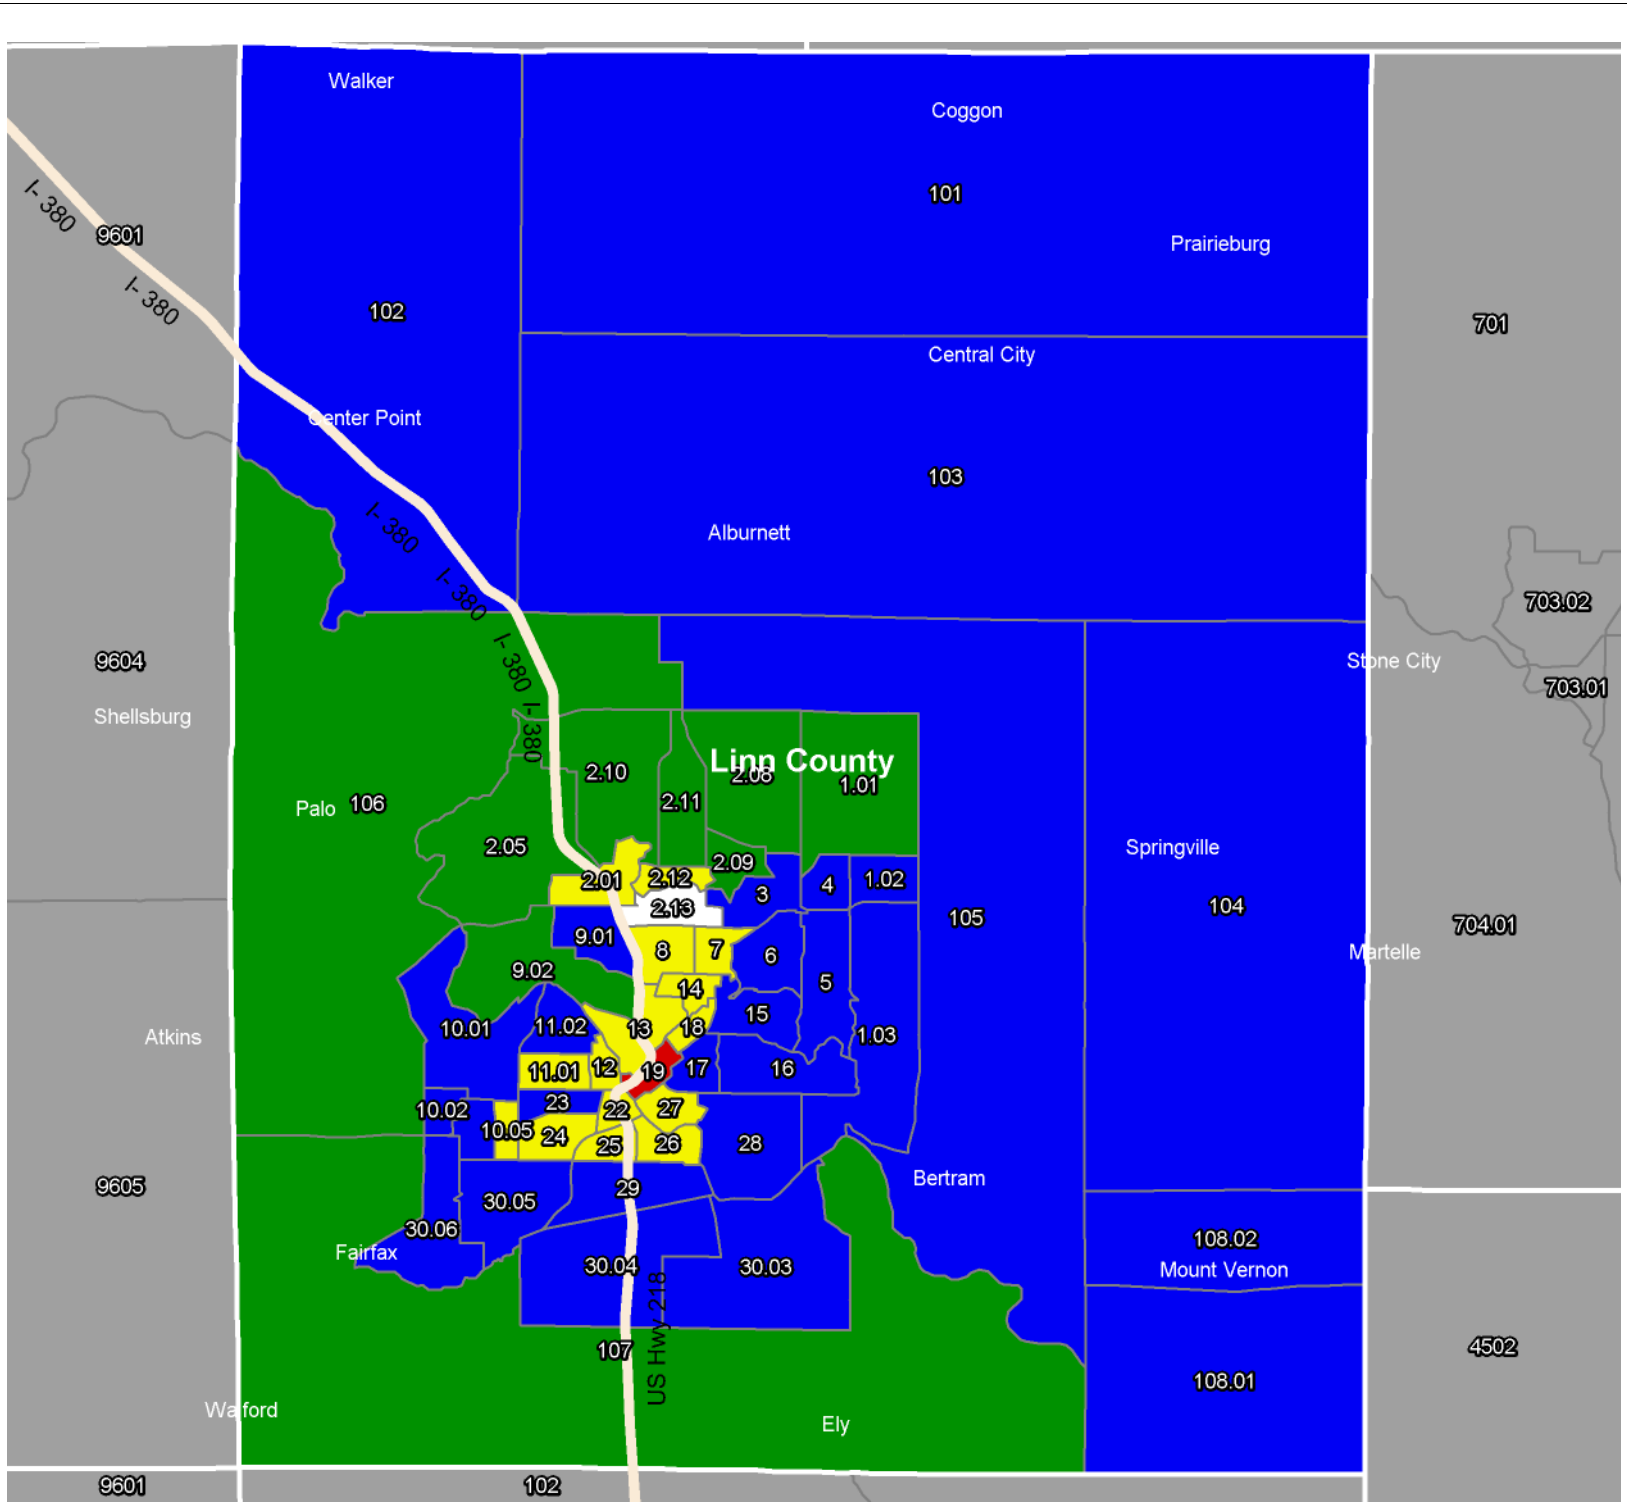 Walker
Coggon
101
Prairieburg
I- 380
9601
I- 380
102
701
Central City
Center Point
103
I- 380
Alburnett
I- 380
703.02
I- 380
9604
Stone City
703.01
Shellsburg
I- 380
Linn County
2.10
2.08
1.01
2.11
Palo
106
2.05
Springville
2.09
2.01
2.12
3
4
1.02
2.13
105
104
704.01
9.01
8
7
6
Martelle
9.02
5
14
15
10.01
11.02
13
18
1.03
Atkins
11.01
12
19
17
16
10.02
23
22
27
10.05
24
25
26
28
9605
29
Bertram
30.05
30.06
108.02
Fairfax
30.04
30.03
Mount Vernon
US Hwy 218
107
4502
108.01
Walford
Ely
9601
102